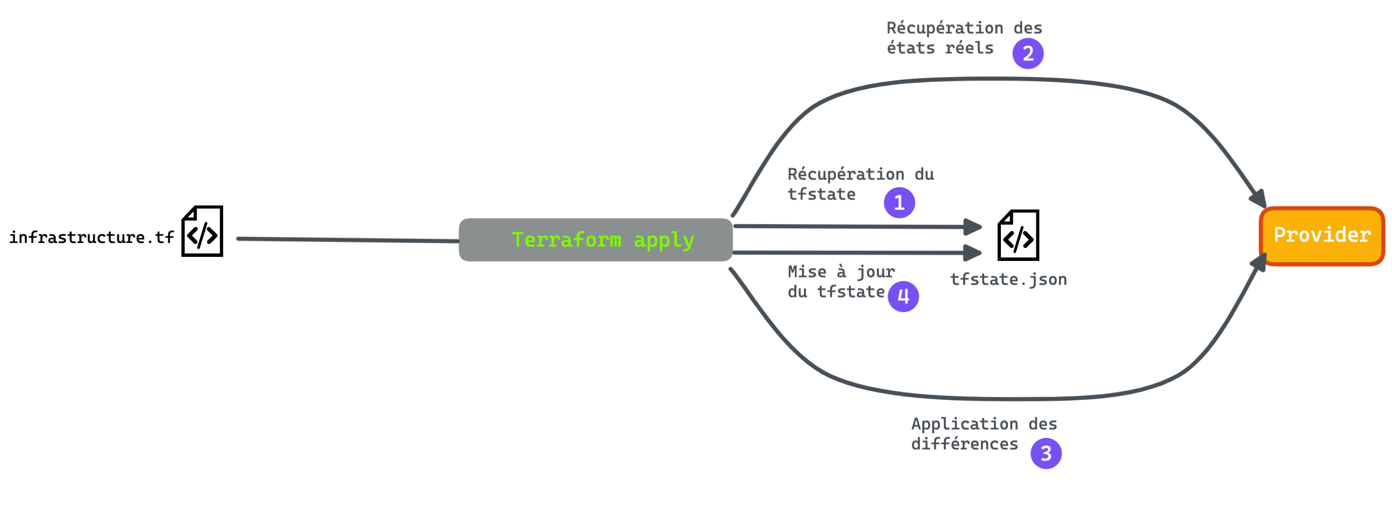 Récupération des
états réels 2
Récupération du
tfstate 1
infrastructure.tf
Terraform apply
Provider
Mise à jour
du tfstate 4
tfstate.json
Application des
différences 3